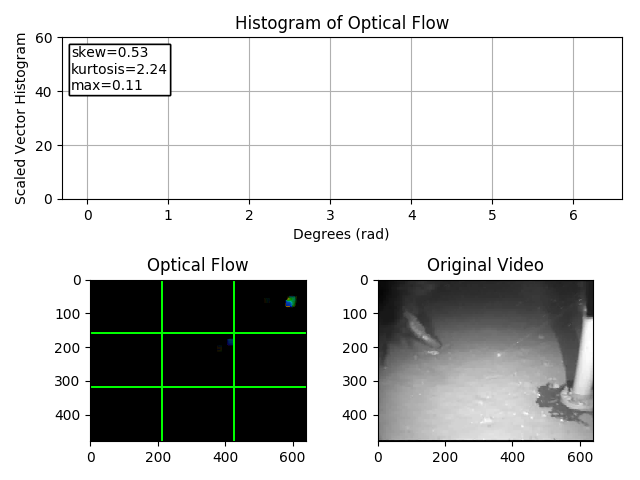 Histogram of Optical Flow
Scaled Vector Histogram
60
40
20
0
skew=0.53
kurtosis=2.24
max=0.11
0 1 2 3 4 5 6
Degrees (rad)
Optical Flow
0
100
200
300
400
0 200 400 600
Original Video
0
100
200
300
400
0 200 400 600